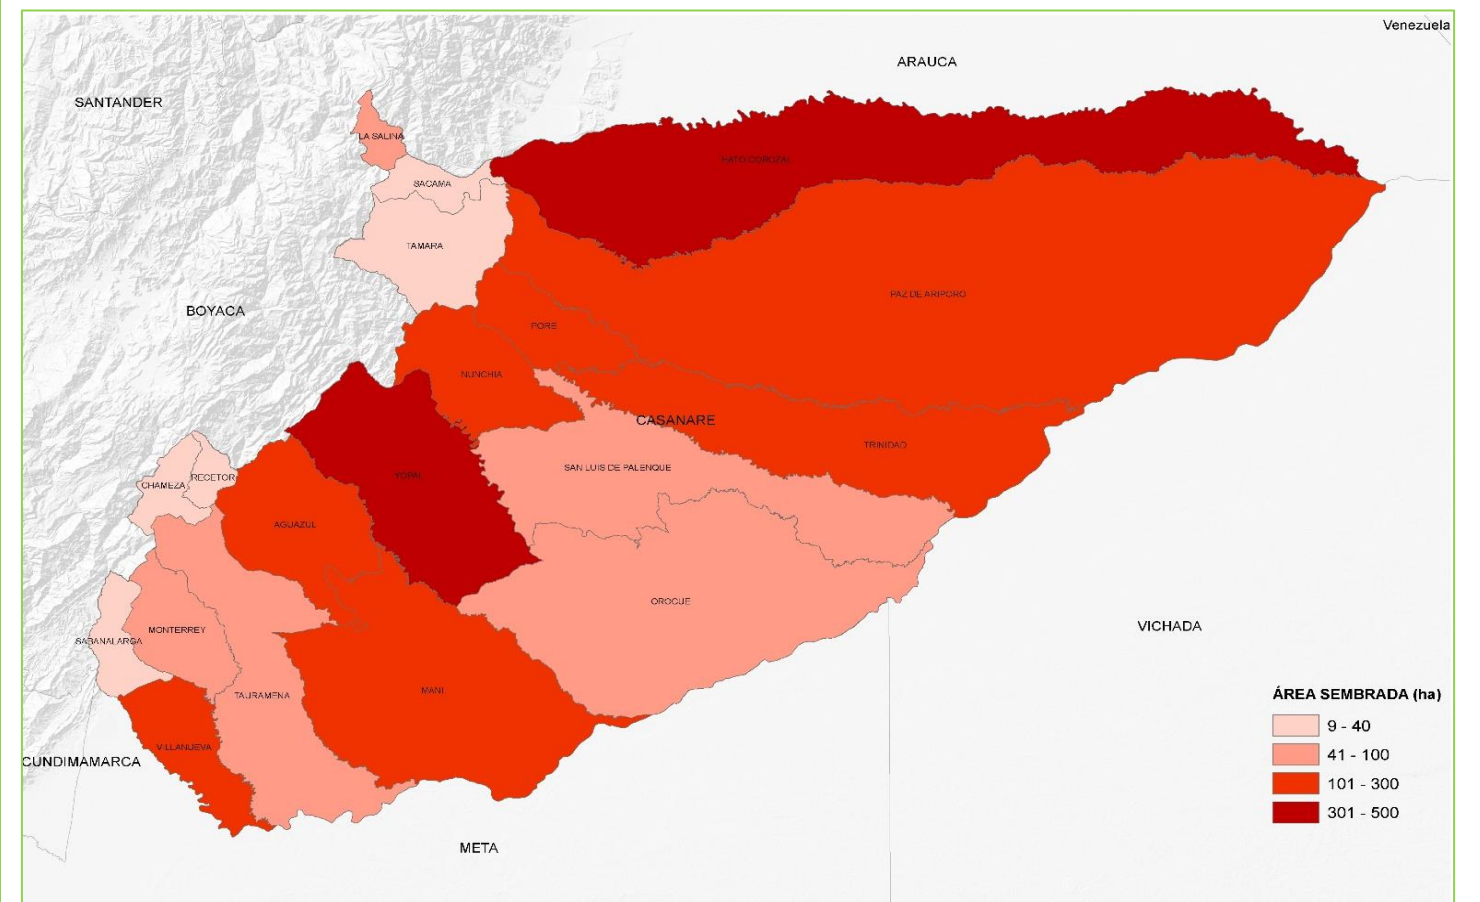 Venezuela
ARAUCA
SANTANDER
LA SALINA
HATO COROZAL
SACAMA
TAMARA
PAZ DE ARIPORO
BOYACA
PORE
NUNCHIA
CASANARE
TRINIDAD
SAN LUIS DE PALENQUE
YOPAL
RECETOR
CHAMEZA
AGUAZUL
OROCUE
VICHADA
MONTERREY
SABANALARGA
MANI
TAURAMENA
VILLANUEVA
CUNDIMAMARCA
META
ÁREA SEMBRADA (ha)
9 - 40
41 - 100
101 - 300
301 - 500